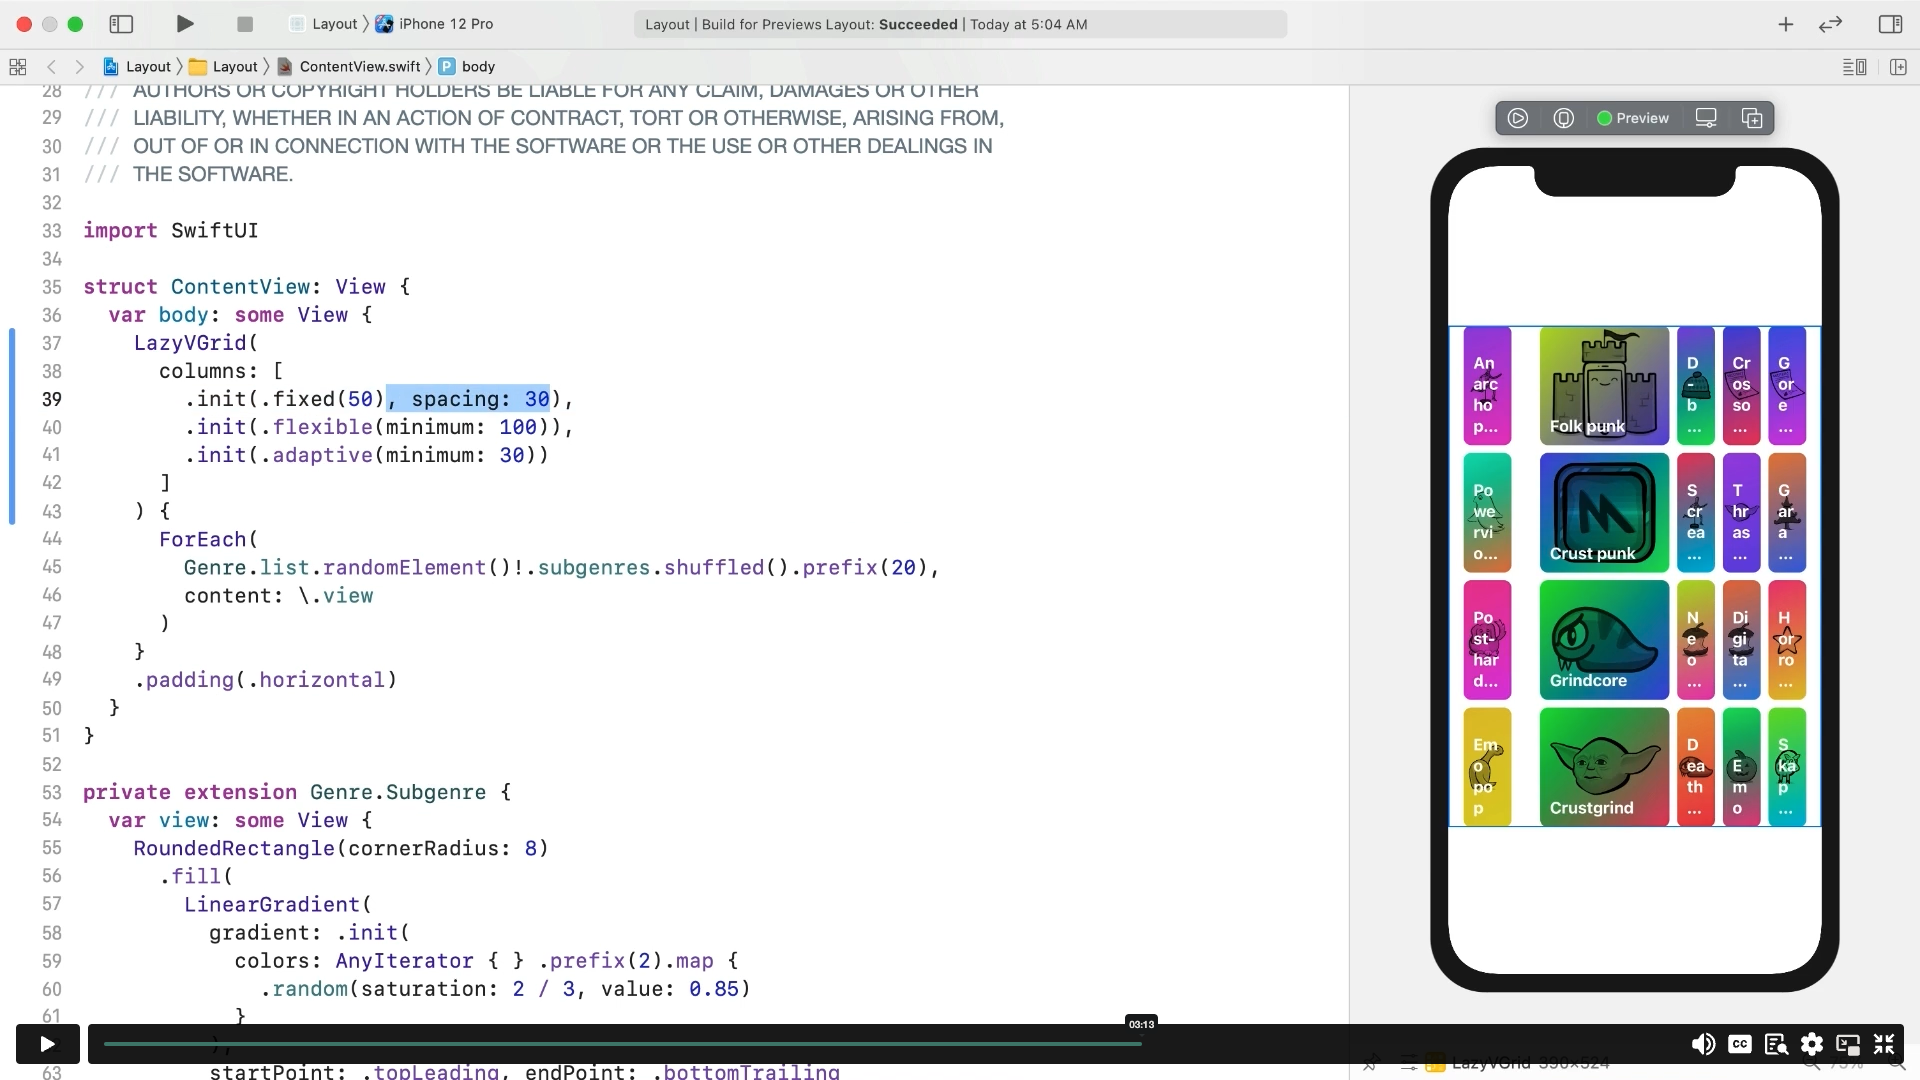 Layout 〉 iPhone 12 Pro
Layout | Build for Previews Layout: Succeeded | Today at 5:04 AM
Layout 〉 Layout 〉 ContentView.swift 〉 P body
28 /// AUTHORS OR COPYRIGHT HOLDERS BE LIABLE FOR ANY CLAIM, DAMAGES OR OTHER
29 /// LIABILITY, WHETHER IN AN ACTION OF CONTRACT, TORT OR OTHERWISE, ARISING FROM,
30 /// OUT OF OR IN CONNECTION WITH THE SOFTWARE OR THE USE OR OTHER DEALINGS IN
31 /// THE SOFTWARE.
32
33 import SwiftUI
34
35 struct ContentView: View {
36 var body: some View {
37 LazyVGrid(
38 columns: [
39 .init(.fixed(50), spacing: 30),
40 .init(.flexible(minimum: 100)),
41 .init(.adaptive(minimum: 30))
42 ]
43 ) {
44 ForEach(
45 Genre.list.randomElement()!.subgenres.shuffled().prefix(20),
46 content: \.view
47 )
48 }
49 .padding(.horizontal)
50 }
51 }
52
53 private extension Genre.Subgenre {
54 var view: some View {
55 RoundedRectangle(cornerRadius: 8)
56 .fill(
57 LinearGradient(
58 gradient: .init(
59 colors: AnyIterator { } .prefix(2).map {
60 .random(saturation: 2 / 3, value: 0.85)
61 }
),
63 startPoint: .topLeading, endPoint: .bottomTrailing
Preview
An
arc
ho
p...
Folk punk
D
-
b
...
Cr
os
so
...
G
or
e
...
Po
we
rvi
o...
Crust punk
S
cr
ea
...
T
hr
as
...
G
ar
a
...
Po
st-
har
d...
Grindcore
N
e
o
...
Di
gi
ta
...
H
or
ro
...
Em
o
po
p
Crustgrind
D
ea
th
...
E
m
o
S
ka
p
...
03:13
CC
LazyVGrid 390×524
75%